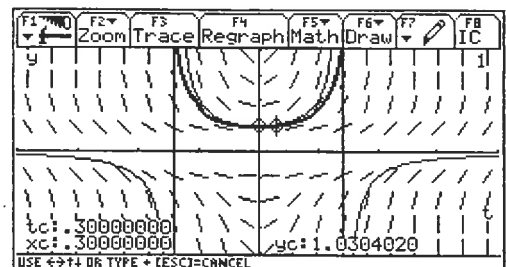 F1 F2 F3 F4 F5 F6 F7 F8
Zoom Trace Regraph Math Draw IC
y 1
t
tc:.30000000
xc:.30000000 yc:1.0304020
USE ←→↑↓ OR TYPE + [ESC]=CANCEL